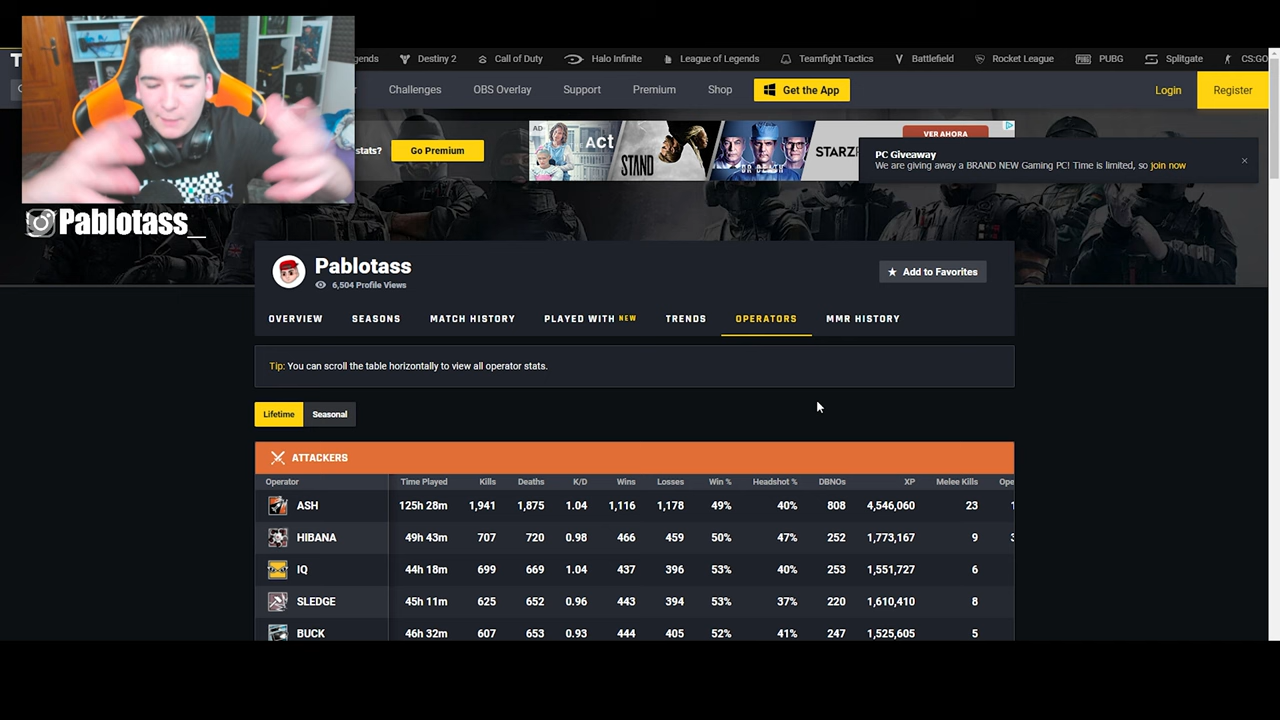 T
gends
Destiny 2
Call of Duty
Halo Infinite
League of Legends
Teamfight Tactics
Battlefield
Rocket League
PUBG
PUBG
Splitgate
CS:GO
Challenges
OBS Overlay
Support
Premium
Shop
Get the App
Login
Register
stats?
Go Premium
AD
Act
STAND
OR DEATH
STARZ
VER AHORA
PC Giveaway
We are giving away a BRAND NEW Gaming PC! Time is limited, so join now
Pablotass_
Pablotass
6,504 Profile Views
Add to Favorites
OVERVIEW
SEASONS
MATCH HISTORY
PLAYED WITH NEW
TRENDS
OPERATORS
MMR HISTORY
Tip: You can scroll the table horizontally to view all operator stats.
Lifetime
Seasonal
ATTACKERS
Operator Time Played Kills Deaths K/D Wins Losses Win % Headshot % DBNOs XP Melee Kills Ope
ASH 125h 28m 1,941 1,875 1.04 1,116 1,178 49% 40% 808 4,546,060 23 1
HIBANA 49h 43m 707 720 0.98 466 459 50% 47% 252 1,773,167 9
IQ 44h 18m 699 669 1.04 437 396 53% 40% 253 1,551,727 6
SLEDGE 45h 11m 625 652 0.96 443 394 53% 37% 220 1,610,410 8
BUCK 46h 32m 607 653 0.93 444 405 52% 41% 247 1,525,605 5